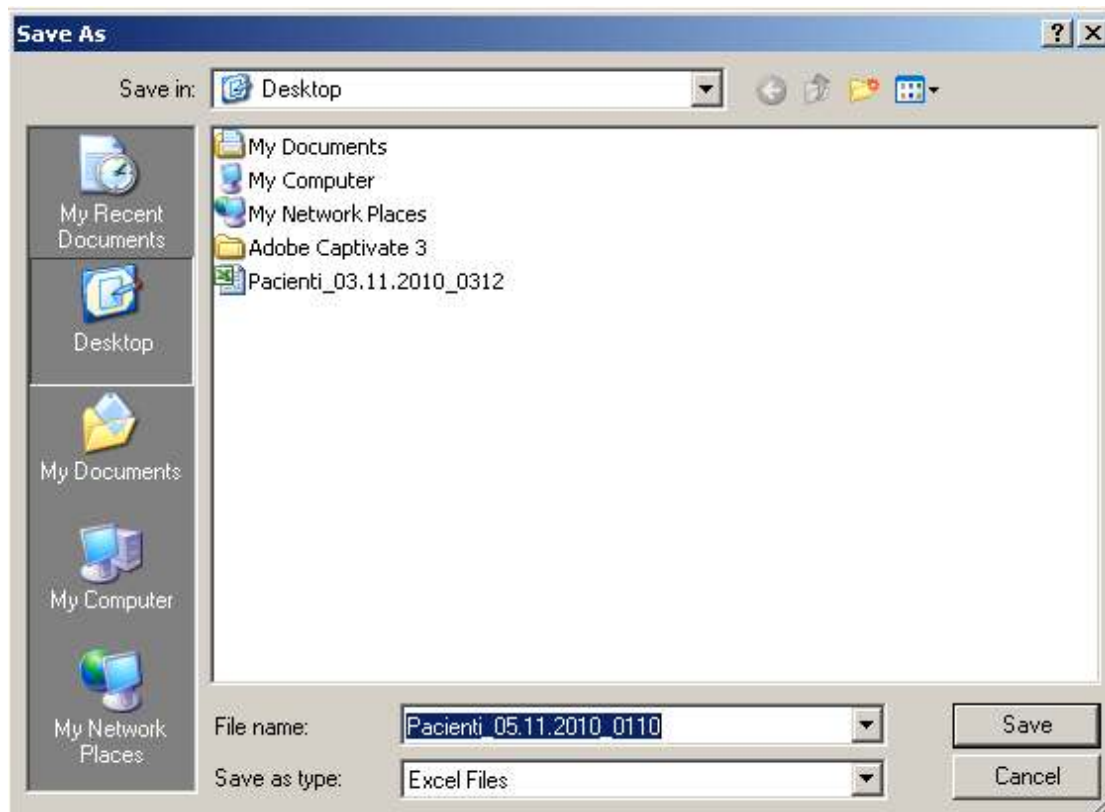 Save As
Save in:
Desktop
My Recent
Documents
Desktop
My Documents
My Computer
My Network
Places
My Documents
My Computer
My Network Places
Adobe Captivate 3
Pacienti_03.11.2010_0312
File name:
Pacienti_05.11.2010_0110
Save
Save as type:
Excel Files
Cancel